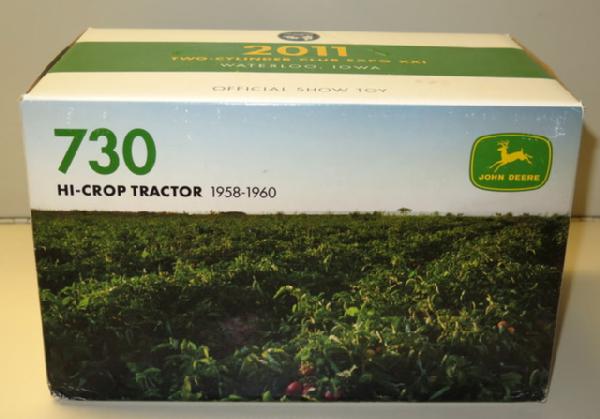 2011
TWO-CYLINDER CLUB EXPO XXI
WATERLOO, IOWA
OFFICIAL SHOW TOY
730
HI-CROP TRACTOR 1958-1960
JOHN DEERE